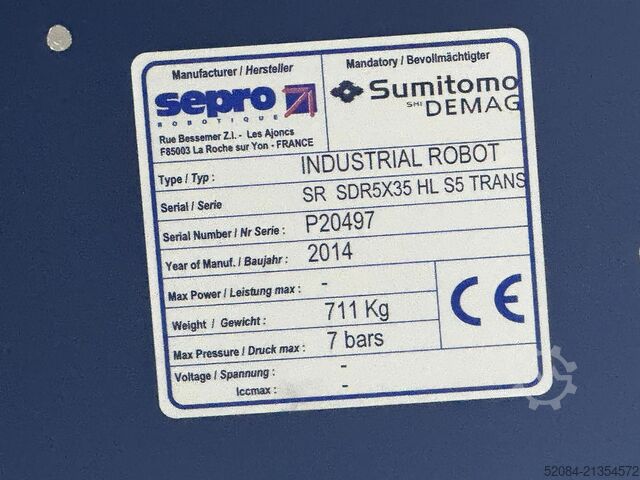 Manufacturer / Hersteller
Mandatory / Bevollmächtigter
sepro
ROBOTIQUE
Sumitomo
SHI DEMAG
Rue Bessemer Z.I. - Les Ajoncs
F85003 La Roche sur Yon - FRANCE
Type / Typ : INDUSTRIAL ROBOT
Serial / Serie SR SDR5X35 HL S5 TRANS
Serial Number / Nr Serie : P20497
Year of Manuf. / Baujahr : 2014
Max Power / Leistung max : -
Weight / Gewicht : 711 Kg
Max Pressure / Druck max : 7 bars
Voltage / Spannung : -
Iccmax : -
CE
52084-21354572